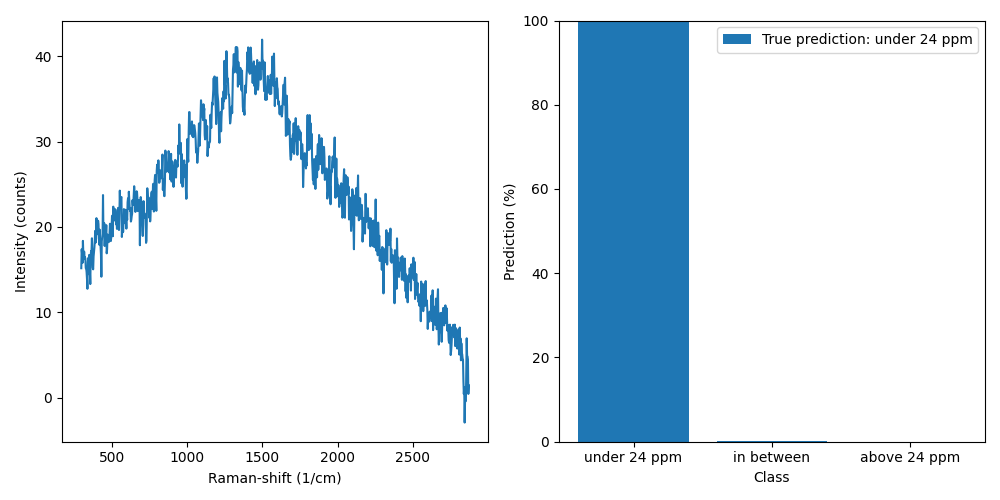 40
30
20
10
0
500
1000
1500
2000
2500
Intensity (counts)
Raman-shift (1/cm)
100
80
60
40
20
0
True prediction: under 24 ppm
Prediction (%)
under 24 ppm
in between
above 24 ppm
Class